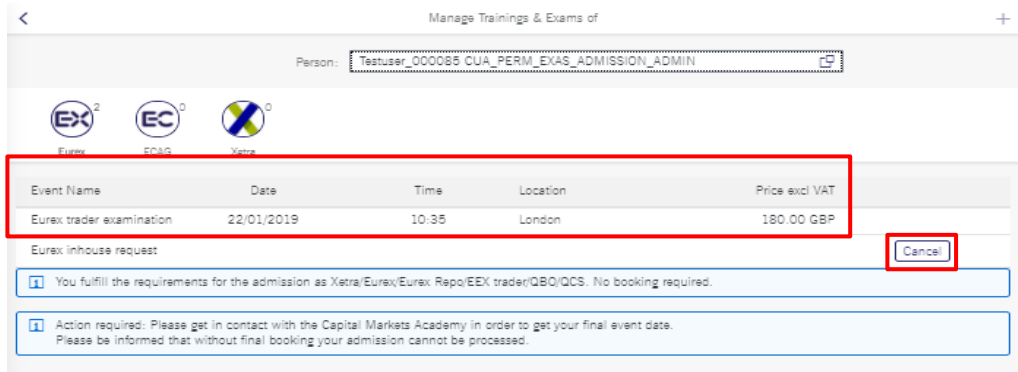 Manage Trainings & Exams of
Person: Testuser_000085 CUA_PERM_EXAS_ADMISSION_ADMIN
EX 2 EC 0 X 0
Eurex ECAG Xetra
Event Name Date Time Location Price excl VAT
Eurex trader examination 22/01/2019 10:35 London 180.00 GBP
Eurex inhouse request Cancel
i You fulfill the requirements for the admission as Xetra/Eurex/Eurex Repo/EEX trader/QBO/QCS. No booking required.
i Action required: Please get in contact with the Capital Markets Academy in order to get your final event date.
Please be informed that without final booking your admission cannot be processed.